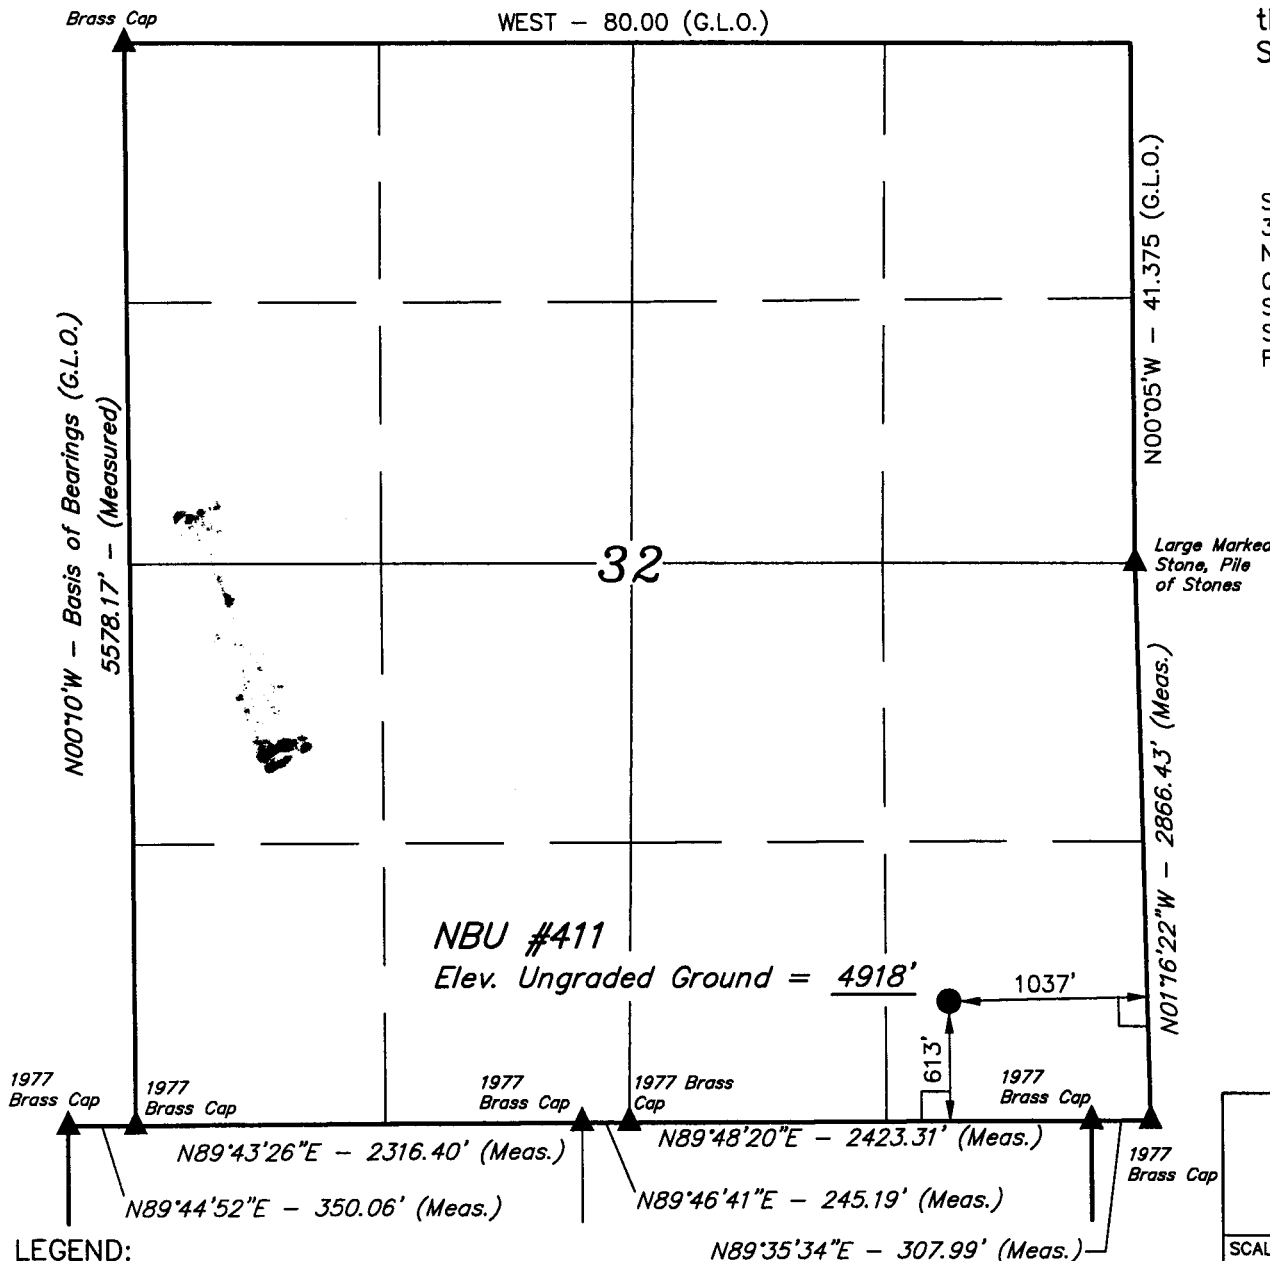 Brass Cap
WEST - 80.00 (G.L.O.)
N00°05'W - 41.375 (G.L.O.)
N00°10'W - Basis of Bearings (G.L.O.)
5578.17' - (Measured)
32
Large Marked
Stone, Pile
of Stones
N01°16'22"W - 2866.43' (Meas.)
NBU #411
Elev. Ungraded Ground = 4918'
1037'
613'
1977
Brass Cap
1977
Brass Cap
1977
Brass Cap
1977 Brass
Cap
1977
Brass Cap
1977
Brass Cap
N89°43'26"E - 2316.40' (Meas.)
N89°48'20"E - 2423.31' (Meas.)
N89°44'52"E - 350.06' (Meas.)
N89°46'41"E - 245.19' (Meas.)
N89°35'34"E - 307.99' (Meas.)
LEGEND:
SCAL